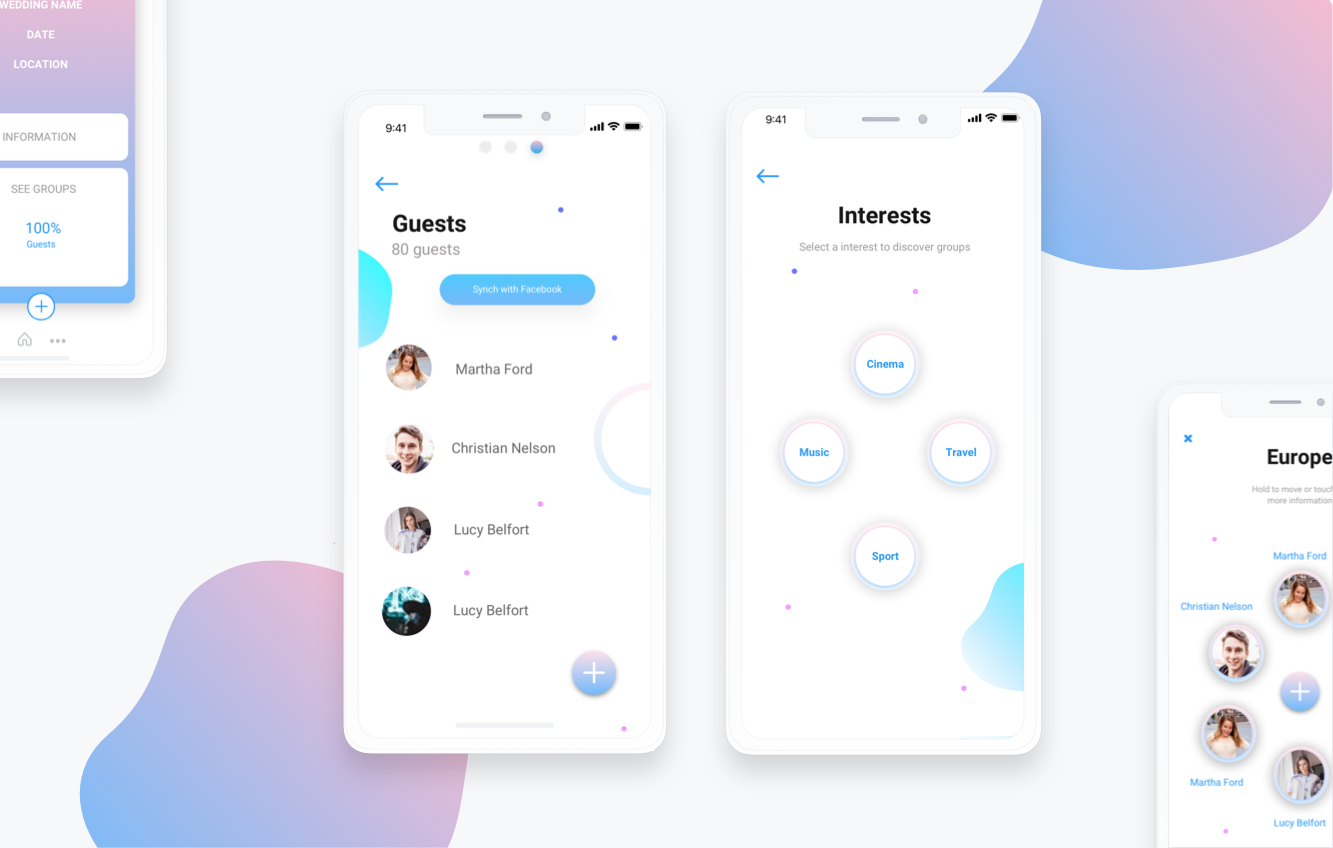 WEDDING NAME
DATE
LOCATION
INFORMATION
SEE GROUPS
100%
Guests
9:41
Guests
80 guests
Synch with Facebook
Martha Ford
Christian Nelson
Lucy Belfort
Lucy Belfort
9:41
Interests
Select a interest to discover groups
Cinema
Music
Travel
Sport
Europe
Hold to move or touch
more information
Martha Ford
Christian Nelson
Martha Ford
Lucy Belfort